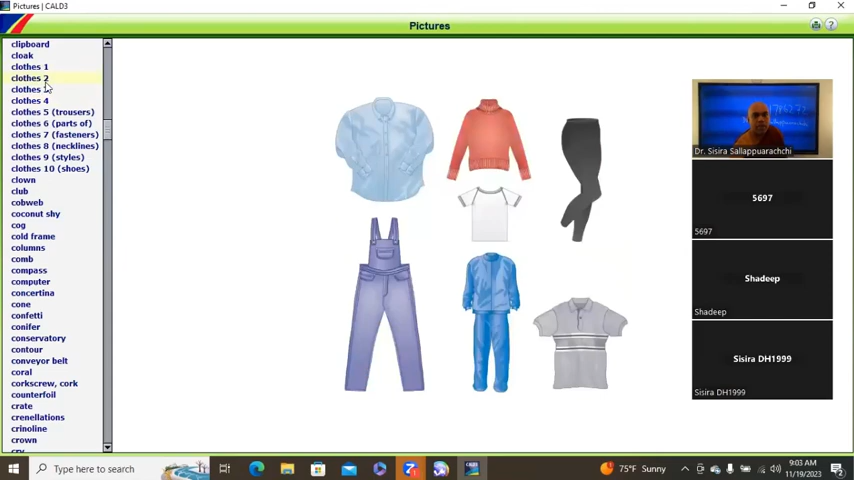 Pictures | CALD3
Pictures
clipboard
cloak
clothes 1
clothes 2
clothes
clothes 4
clothes 5 (trousers)
clothes 6 (parts of)
clothes 7 (fasteners)
clothes 8 (necklines)
clothes 9 (styles)
clothes 10 (shoes)
clown
club
cobweb
coconut shy
cog
cold frame
columns
comb
compass
computer
concertina
cone
confetti
conifer
conservatory
contour
conveyor belt
coral
corkscrew, cork
counterfoil
crate
crenellations
crinoline
crown
Dr. Sisira Sallappuarachchi
5697
5697
Shadeep
Shadeep
Sisira DH1999
Sisira DH1999
Type here to search
75°F Sunny
9:03 AM
11/19/2023